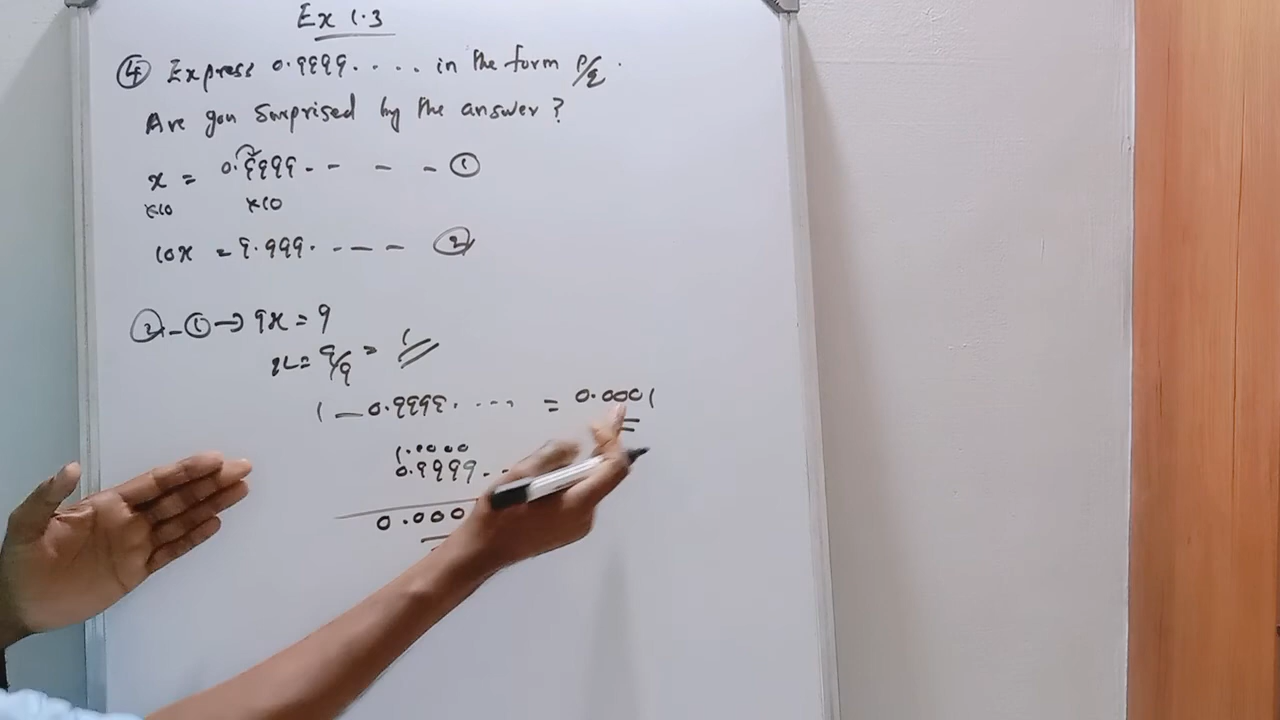 Ex 1.3
④ Express 0.9999..... in the form P/q.
Are you surprised by the answer?
x = 0.9999-- - - ①
×10 ×10
10x = 9.999. --- - ②
② - ① → 9x = 9
x = 9/9 = 1
1 - 0.9999. ... = 0.0001
1.0000
0.9999--
0.000